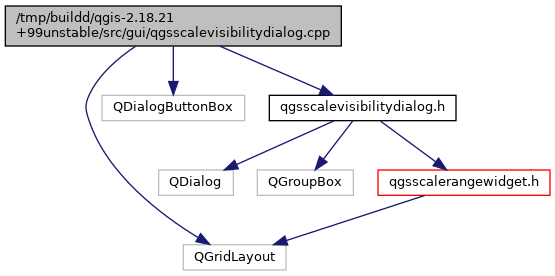 /tmp/buildd/qgis-2.18.21
+99unstable/src/gui/qgsscalevisibilitydialog.cpp
QDialogButtonBox
qgsscalevisibilitydialog.h
QDialog
QGroupBox
qgsscalerangewidget.h
QGridLayout